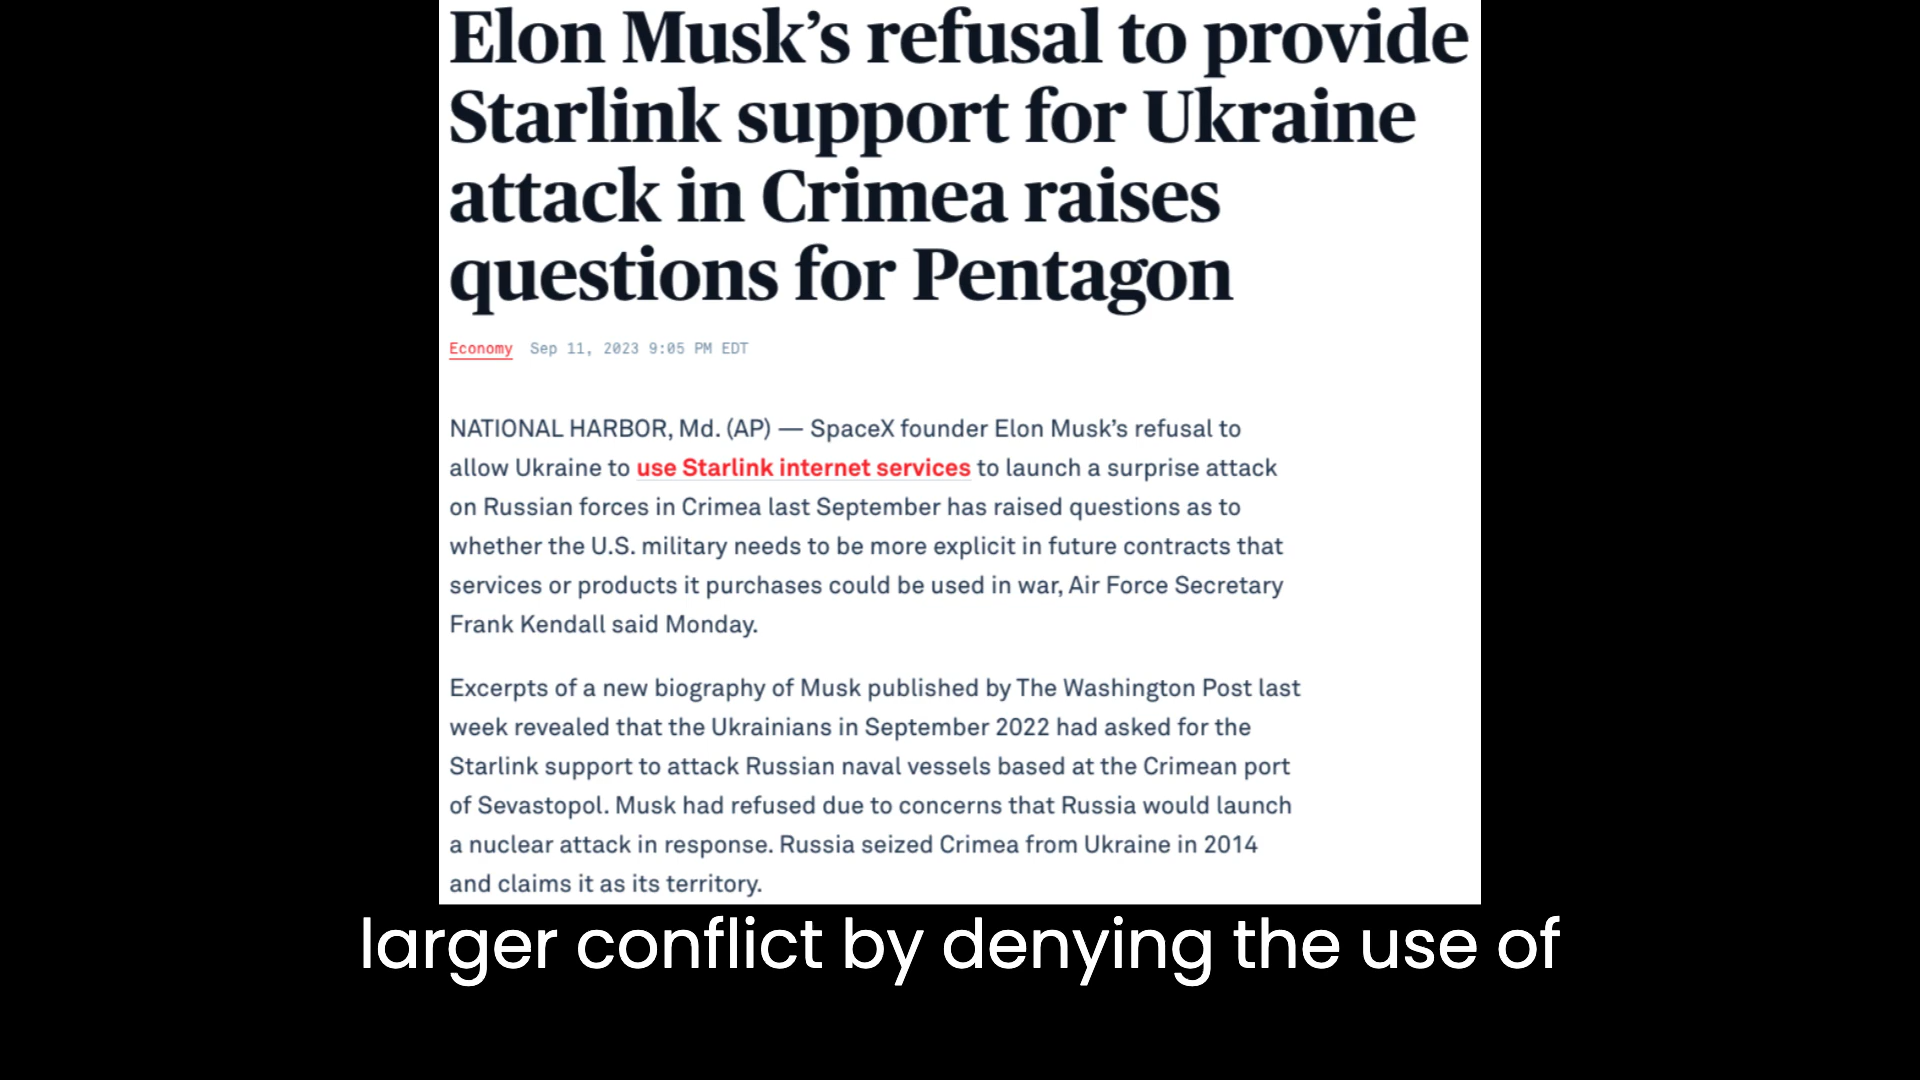 Elon Musk’s refusal to provide
Starlink support for Ukraine
attack in Crimea raises
questions for Pentagon
Economy Sep 11, 2023 9:05 PM EDT
NATIONAL HARBOR, Md. (AP) — SpaceX founder Elon Musk’s refusal to
allow Ukraine to use Starlink internet services to launch a surprise attack
on Russian forces in Crimea last September has raised questions as to
whether the U.S. military needs to be more explicit in future contracts that
services or products it purchases could be used in war, Air Force Secretary
Frank Kendall said Monday.
Excerpts of a new biography of Musk published by The Washington Post last
week revealed that the Ukrainians in September 2022 had asked for the
Starlink support to attack Russian naval vessels based at the Crimean port
of Sevastopol. Musk had refused due to concerns that Russia would launch
a nuclear attack in response. Russia seized Crimea from Ukraine in 2014
and claims it as its territory.
larger conflict by denying the use of